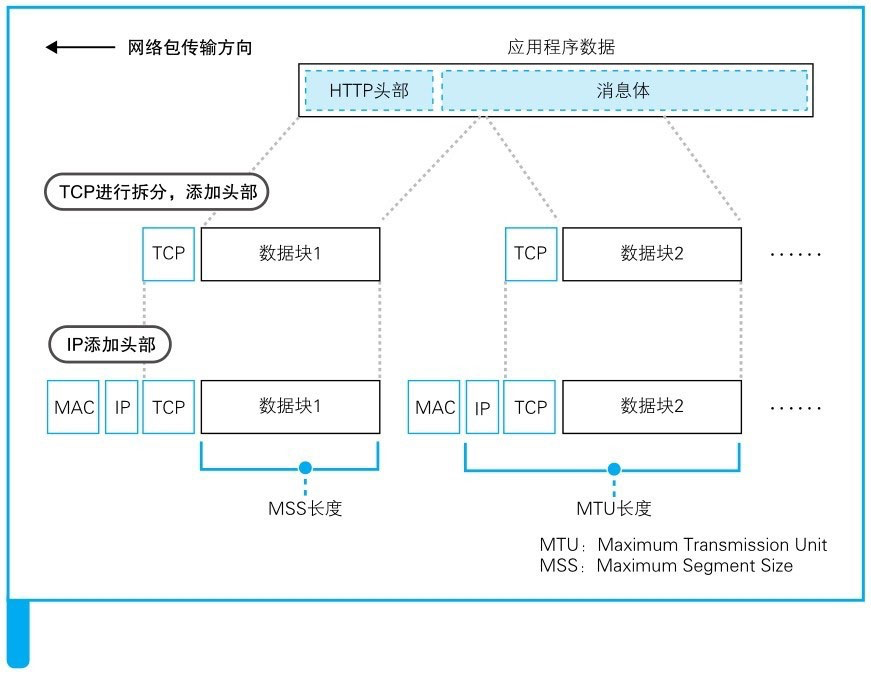 网络包传输方向
应用程序数据
HTTP头部
消息体
TCP进行拆分，添加头部
TCP
数据块1
TCP
数据块2
······
IP添加头部
MAC
IP
TCP
数据块1
MAC
IP
TCP
数据块2
······
MSS长度
MTU长度
MTU：Maximum Transmission Unit
MSS：Maximum Segment Size